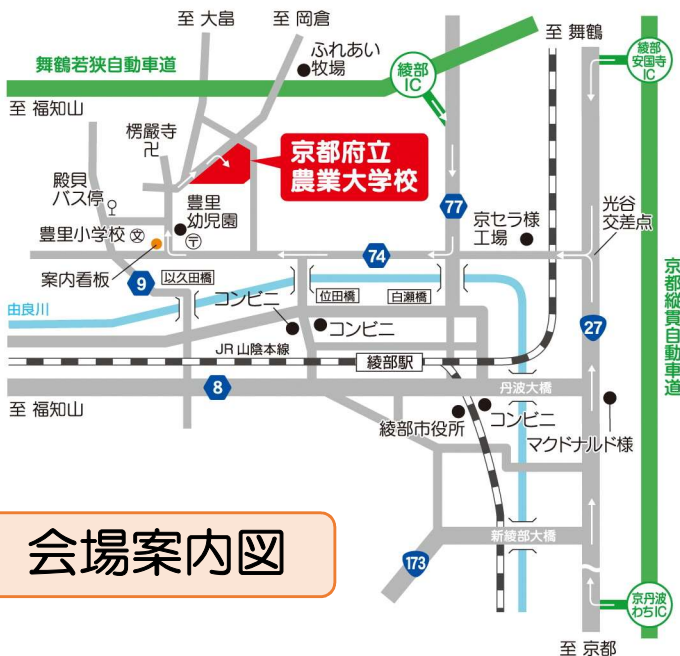 至 大畠
至 岡倉
至 舞鶴
ふれあい
牧場
綾部
IC
綾部
安国寺
IC
舞鶴若狭自動車道
至 福知山
楞厳寺
卍
京都府立
農業大学校
殿貝
バス停
豊里
幼児園
〒
77
京セラ様
工場
光谷
交差点
豊里小学校
文
74
案内看板
9
以久田橋
コンビニ
位田橋
白瀬橋
京都縦貫自動車道
由良川
コンビニ
27
JR 山陰本線
綾部駅
8
丹波大橋
至 福知山
綾部市役所
コンビニ
マクドナルド様
会場案内図
新綾部大橋
173
京丹波
わちIC
至 京都